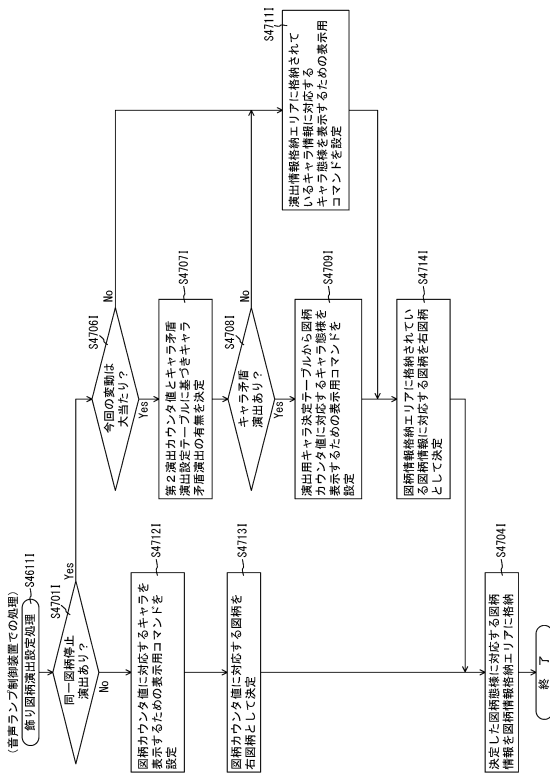 (音声ランプ制御装置での処理)
飾り図柄演出設定処理
S4611I
S4701I
同一図柄停止
演出あり?
Yes
No
S4706I
今回の変動は
大当たり?
No
Yes
S4707I
第2演出カウンタ値とキャラ矛盾
演出設定テーブルに基づきキャラ
矛盾演出の有無を決定
S4708I
キャラ矛盾
演出あり?
No
Yes
S4709I
演出用キャラ決定テーブルから図柄
カウンタ値に対応するキャラ態様を
表示するための表示用コマンドを
設定
S4711I
演出情報格納エリアに格納されて
いるキャラ情報に対応する
キャラ態様を表示するための表示用
コマンドを設定
S4712I
図柄カウンタ値に対応するキャラを
表示するための表示用コマンドを
設定
S4713I
図柄カウンタ値に対応する図柄を
右図柄として決定
S4714I
図柄情報格納エリアに格納されてい
る図柄情報に対応する図柄を右図柄
として決定
S4704I
決定した図柄態様に対応する図柄
情報を図柄情報格納エリアに格納
終了